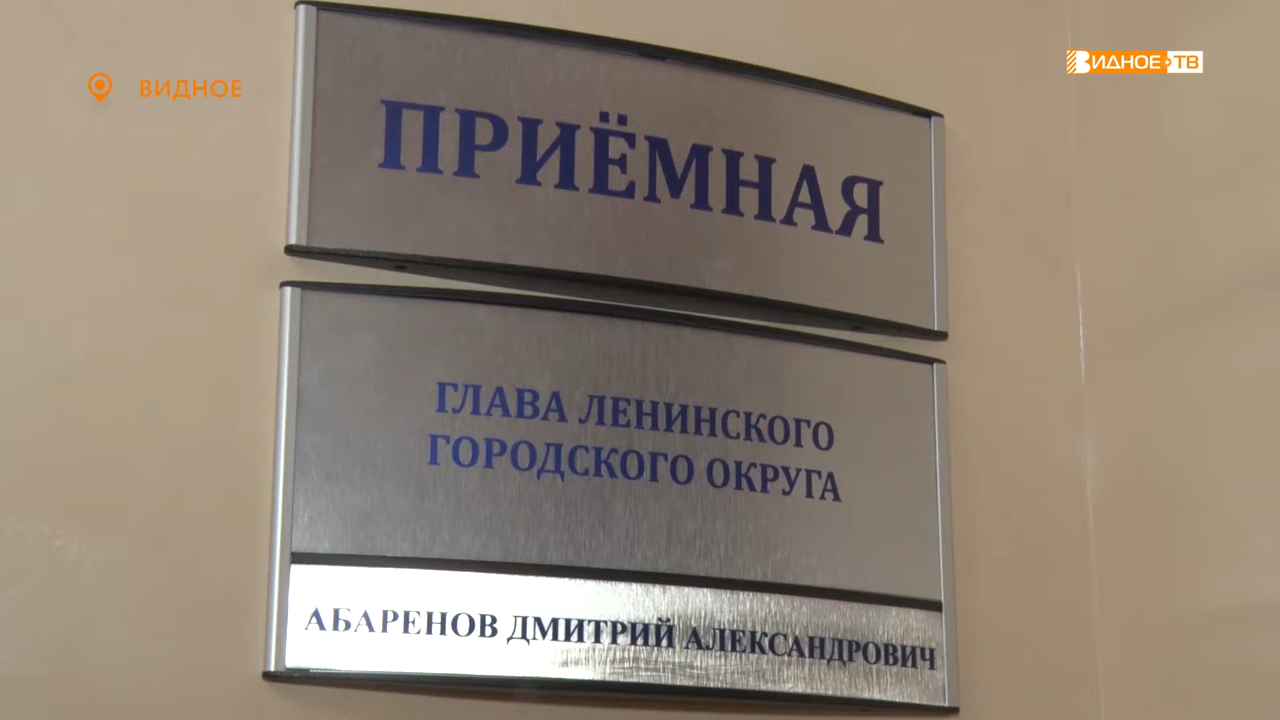 ВИДНОЕ
ВИДНОЕ ТВ
ПРИЁМНАЯ
ГЛАВА ЛЕНИНСКОГО
ГОРОДСКОГО ОКРУГА
АБАРЕНОВ ДМИТРИЙ АЛЕКСАНДРОВИЧ